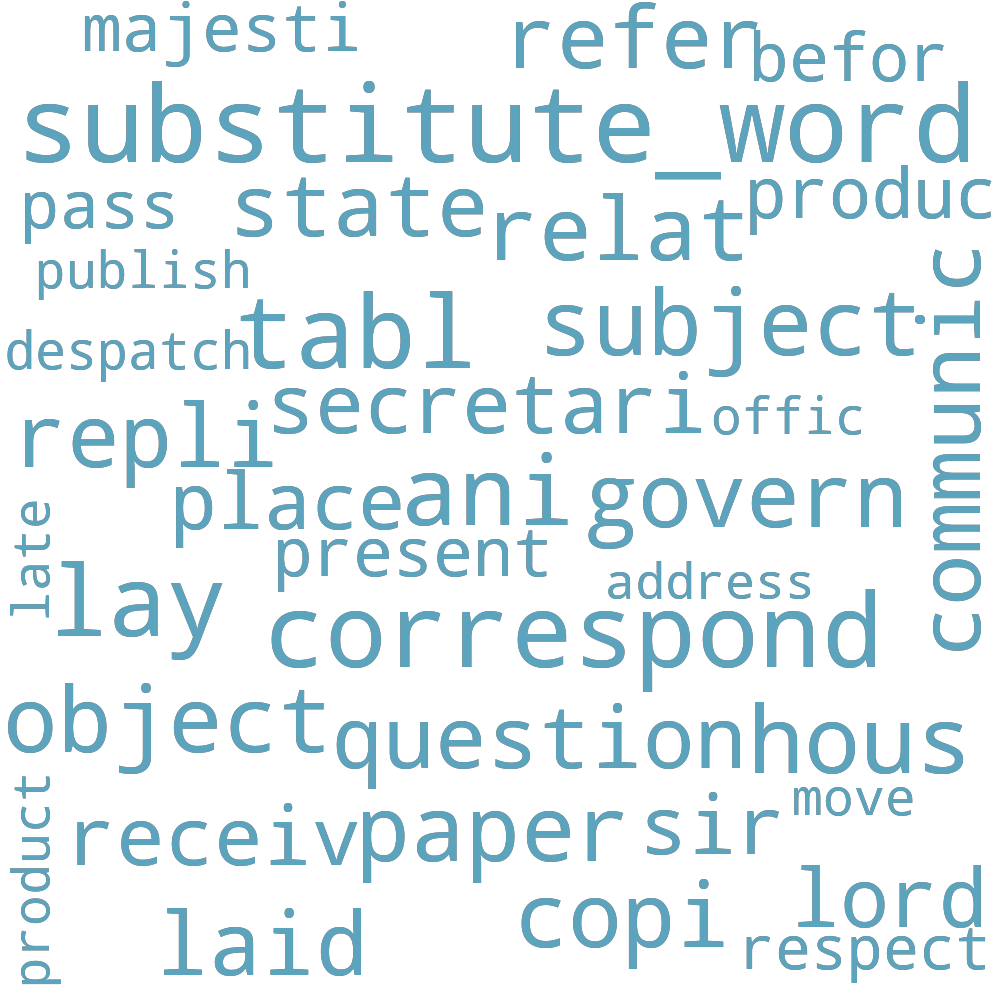 majesti
refer
befor
substitute_word
pass
state
relat
produc
publish
communic
despatch
tabl
subject
repli
secretari
offic
place
ani
govern
late
present
address
lay
correspond
object
question
hous
product
receiv
paper
sir
move
laid
copi
lord
respect